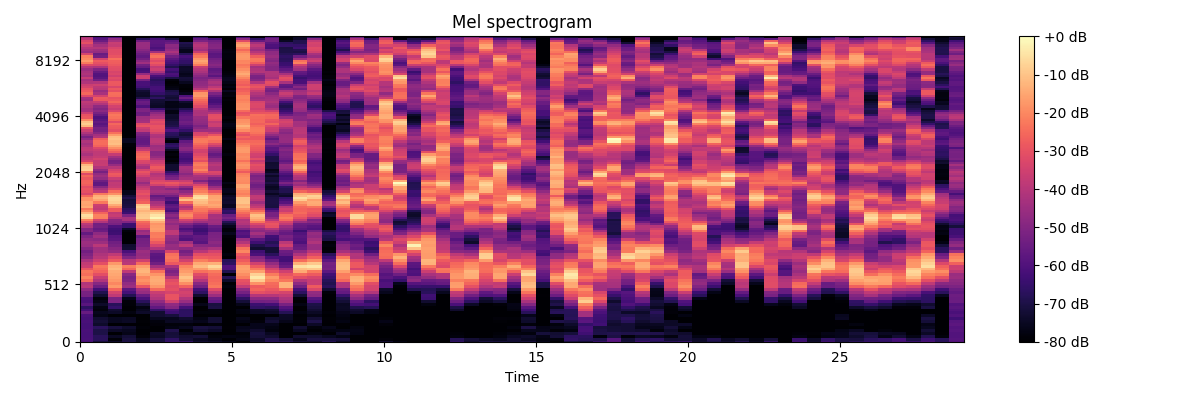 Mel spectrogram
Hz
8192
4096
2048
1024
512
0
0 5 10 15 20 25
Time
+0 dB
-10 dB
-20 dB
-30 dB
-40 dB
-50 dB
-60 dB
-70 dB
-80 dB